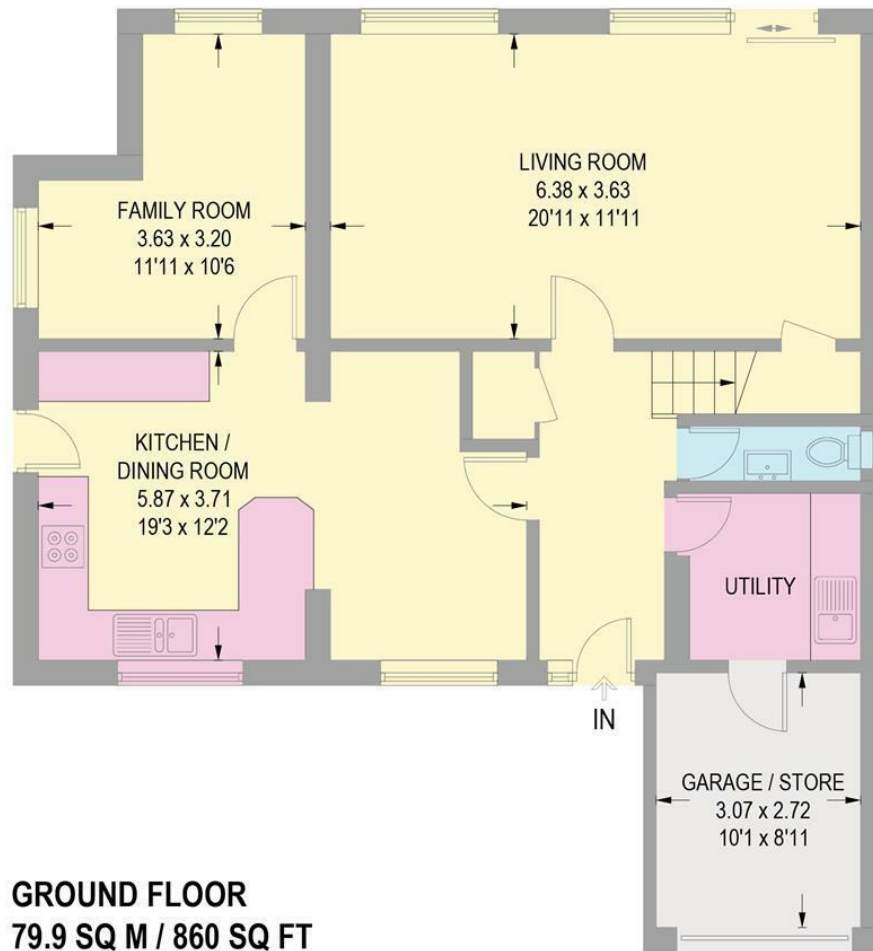 LIVING ROOM
6.38 x 3.63
20'11 x 11'11
FAMILY ROOM
3.63 x 3.20
11'11 x 10'6
KITCHEN /
DINING ROOM
5.87 x 3.71
19'3 x 12'2
UTILITY
IN
GARAGE / STORE
3.07 x 2.72
10'1 x 8'11
GROUND FLOOR
79.9 SQ M / 860 SQ FT